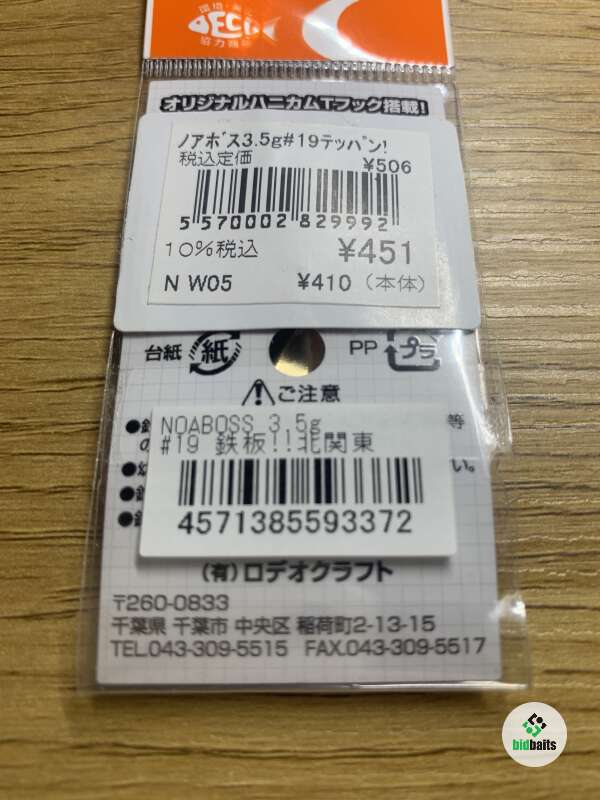 ECO
協力商品
オリジナルハニカムTフック搭載!
ﾉｱﾎﾞｽ3.5g#19ﾃｯﾊﾟﾝ!
税込定価 ¥506
5 570002 829992
10%税込 ¥451
N W05 ¥410 (本体)
台紙 紙 PP プラ
ご注意
NOABOSS 3.5g
#19 鉄板!!北関東
4571385593372
(有)ロデオクラフト
〒260-0833
千葉県 千葉市 中央区 稲荷町2-13-15
TEL.043-309-5515 FAX.043-309-5517
bidbaits